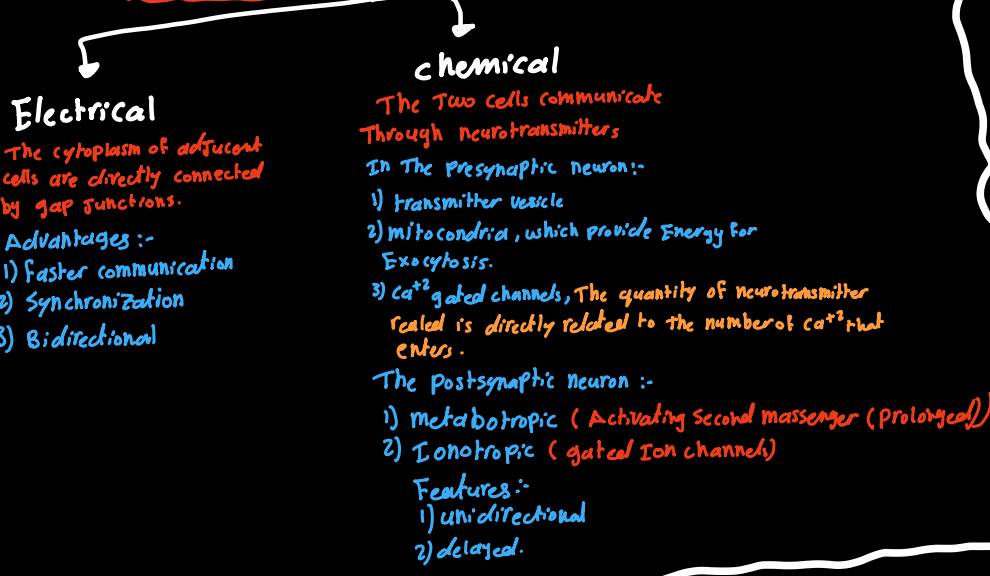 Electrical
The cytoplasm of adjucent
cells are directly connected
by gap junctions.
Advantages :-
1) Faster communication
2) Synchronization
3) Bidirectional
chemical
The Two cells communicate
Through neurotransmitters
In The presynaptic neuron:-
1) transmitter vesicle
2) mitocondria, which provide Energy for
Exocytosis.
3) Ca+2 gated channels, The quantity of neurotransmitter
realed is directly related to the number of Ca+2 that
enters.
The Postsynaptic neuron :-
1) metabotropic ( Activating Second massenger (Prolonged))
2) Ionotropic ( gated Ion channels)
Features :-
1) unidirectional
2) delayed.